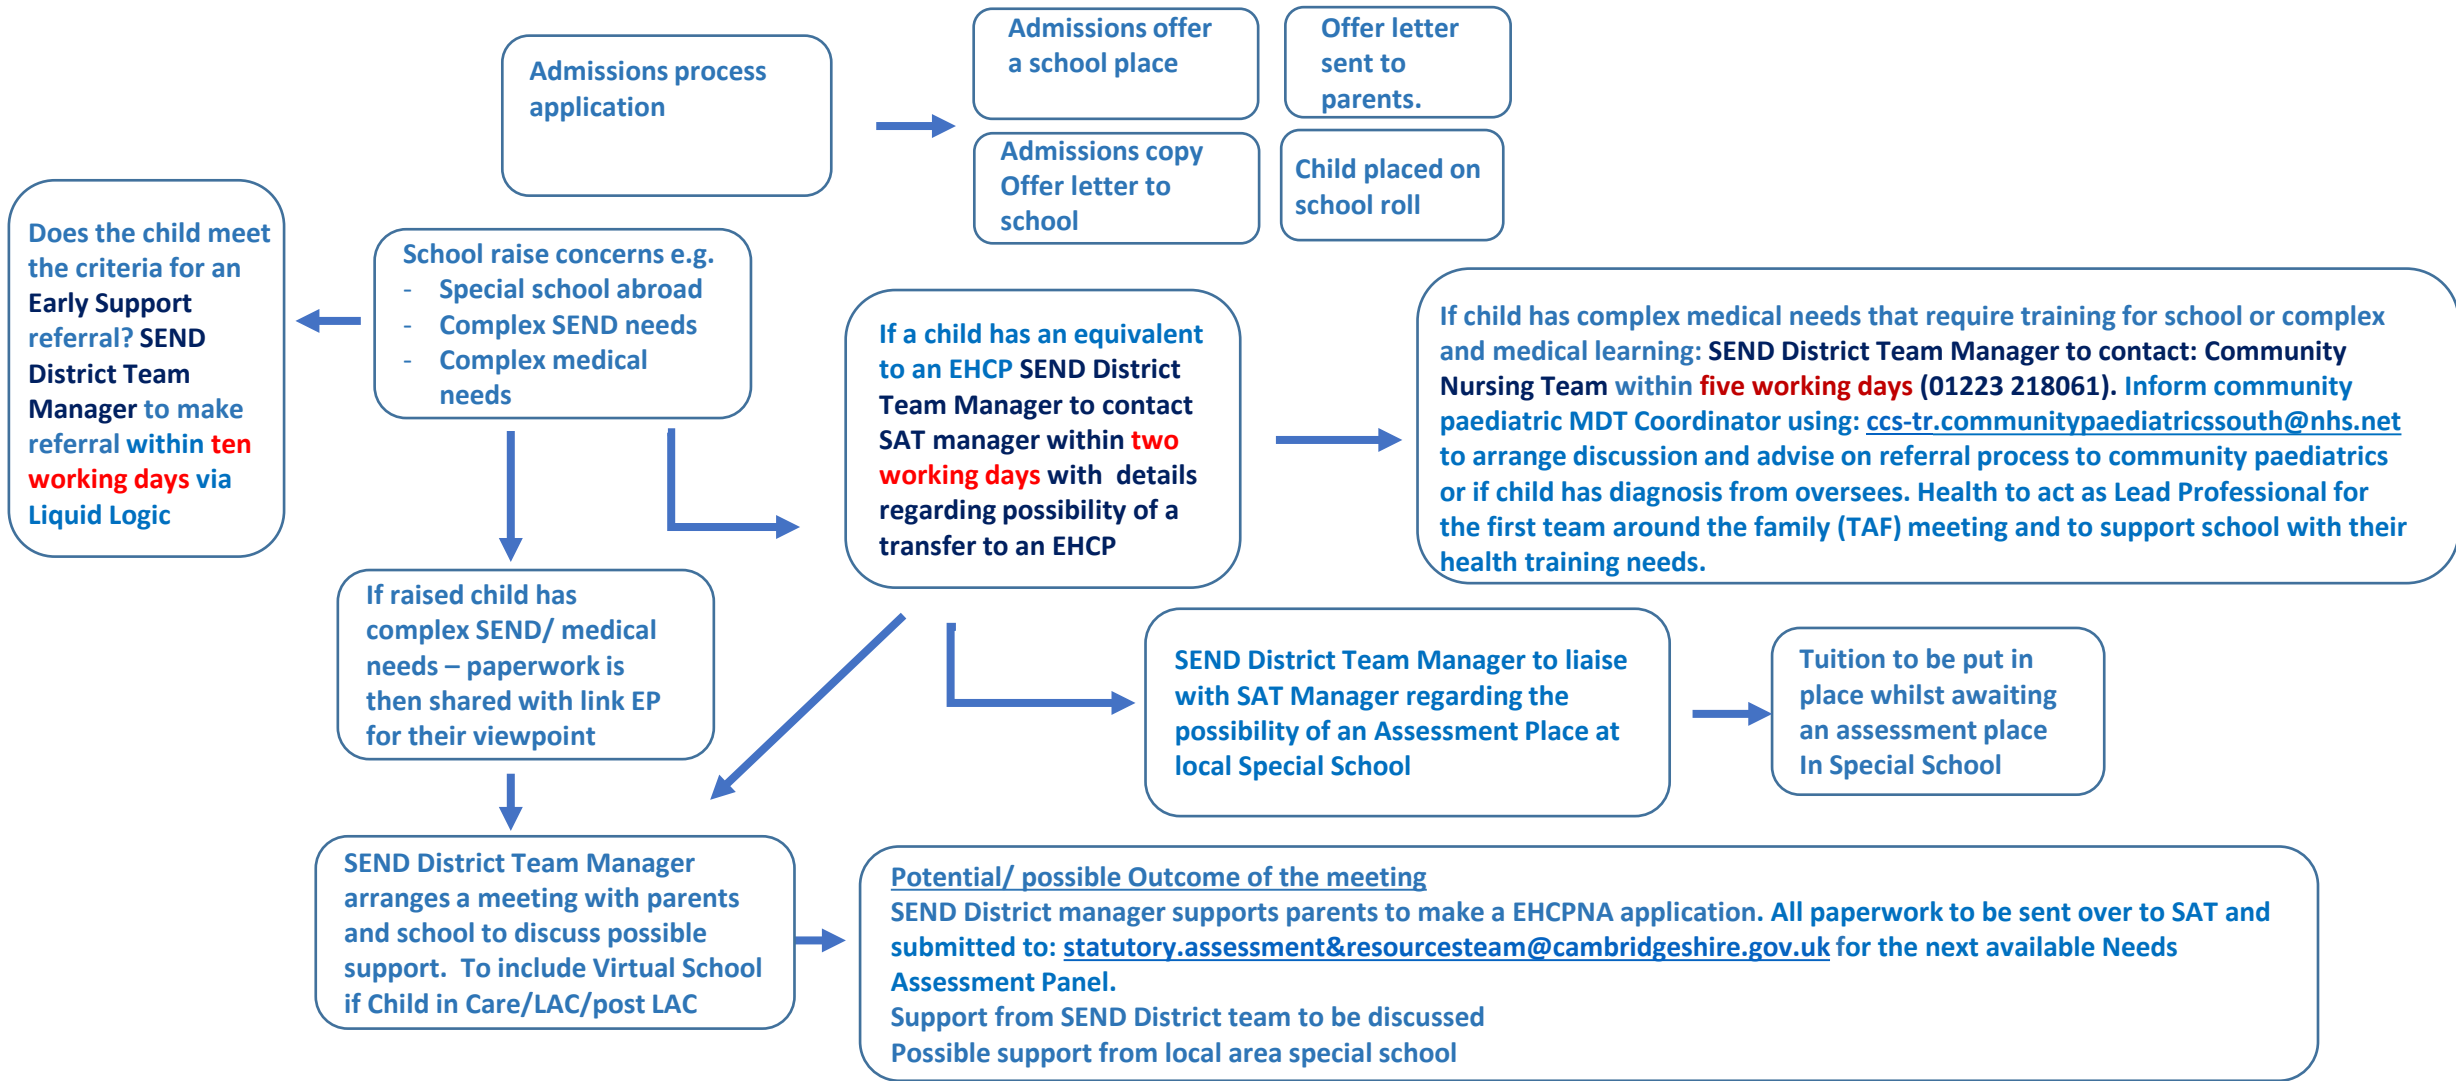 Admissions process
application
Admissions offer
a school place
Offer letter
sent to
parents.
Admissions copy
Offer letter to
school
Child placed on
school roll
Does the child meet
the criteria for an
Early Support
referral? SEND
District Team
Manager to make
referral within ten
working days via
Liquid Logic
School raise concerns e.g.
- Special school abroad
- Complex SEND needs
- Complex medical
needs
If a child has an equivalent
to an EHCP SEND District
Team Manager to contact
SAT manager within two
working days with details
regarding possibility of a
transfer to an EHCP
If child has complex medical needs that require training for school or complex
and medical learning: SEND District Team Manager to contact: Community
Nursing Team within five working days (01223 218061). Inform community
paediatric MDT Coordinator using: ccs-tr.communitypaediatricssouth@nhs.net
to arrange discussion and advise on referral process to community paediatrics
or if child has diagnosis from oversees. Health to act as Lead Professional for
the first team around the family (TAF) meeting and to support school with their
health training needs.
If raised child has
complex SEND/ medical
needs – paperwork is
then shared with link EP
for their viewpoint
SEND District Team Manager to liaise
with SAT Manager regarding the
possibility of an Assessment Place at
local Special School
Tuition to be put in
place whilst awaiting
an assessment place
In Special School
SEND District Team Manager
arranges a meeting with parents
and school to discuss possible
support. To include Virtual School
if Child in Care/LAC/post LAC
Potential/ possible Outcome of the meeting
SEND District manager supports parents to make a EHCPNA application. All paperwork to be sent over to SAT and
submitted to: statutory.assessment&resourcesteam@cambridgeshire.gov.uk for the next available Needs
Assessment Panel.
Support from SEND District team to be discussed
Possible support from local area special school